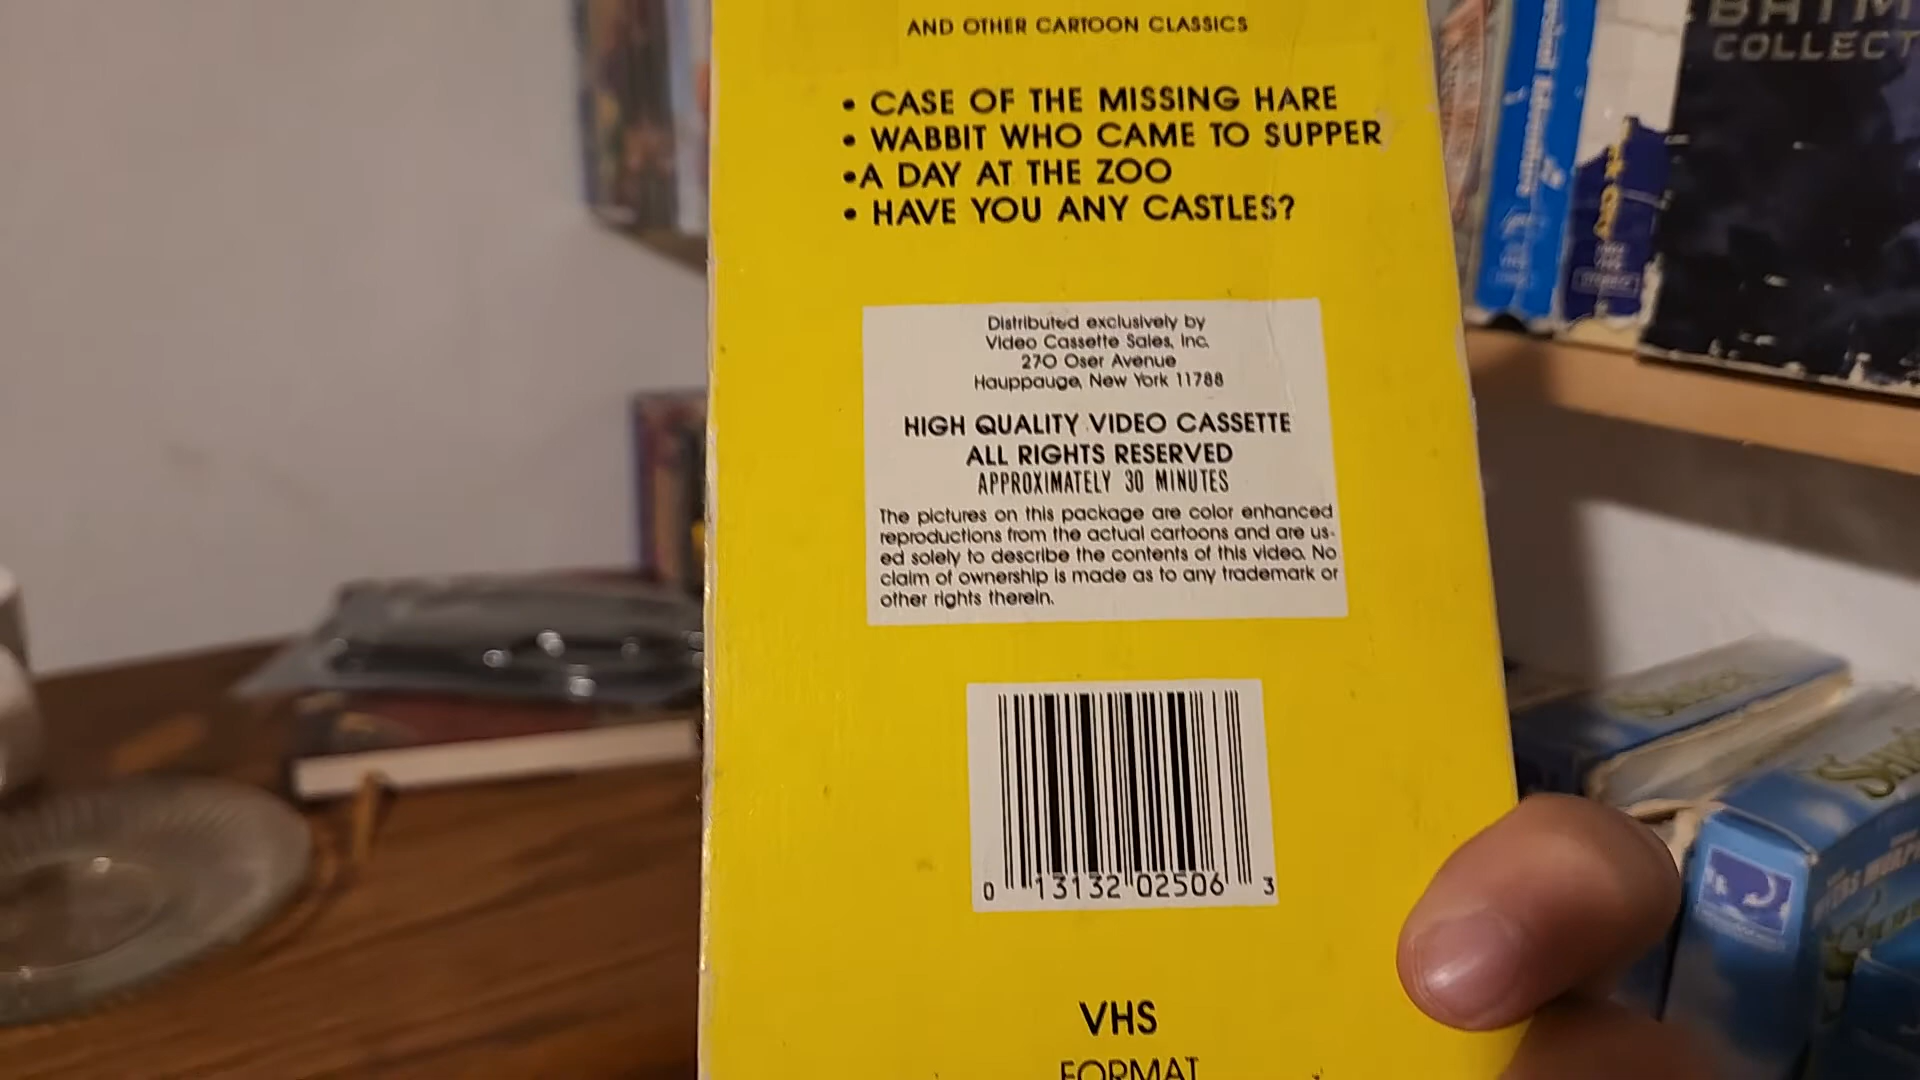 AND OTHER CARTOON CLASSICS
• CASE OF THE MISSING HARE
• WABBIT WHO CAME TO SUPPER
•A DAY AT THE ZOO
• HAVE YOU ANY CASTLES?
Distributed exclusively by
Video Cassette Sales, Inc.
270 Oser Avenue
Hauppauge, New York 11788
HIGH QUALITY VIDEO CASSETTE
ALL RIGHTS RESERVED
APPROXIMATELY 30 MINUTES
The pictures on this package are color enhanced
reproductions from the actual cartoons and are us-
ed solely to describe the contents of this video. No
claim of ownership is made as to any trademark or
other rights therein.
0 13132 02506 3
VHS
FORMAT